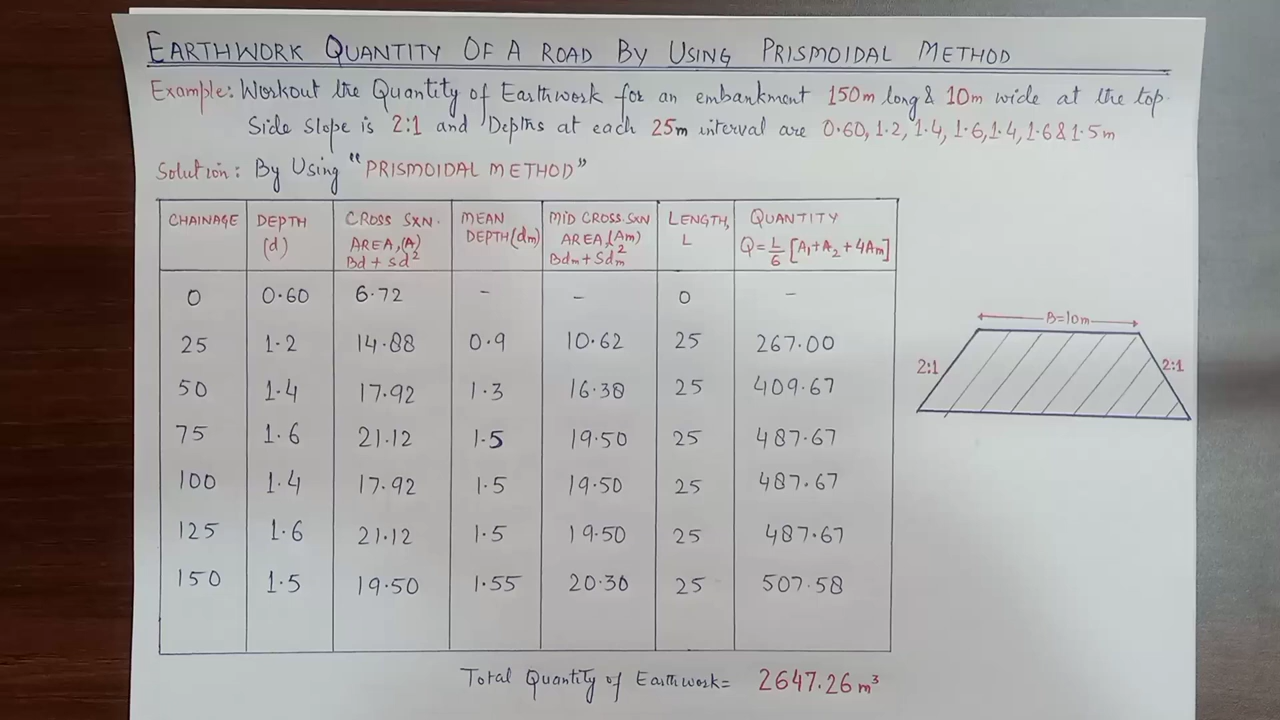 EARTHWORK QUANTITY OF A ROAD BY USING PRISMOIDAL METHOD
Example: Workout the Quantity of Earthwork for an embankment 150m long & 10m wide at the top.
Side slope is 2:1 and Depths at each 25m interval are 0.60, 1.2, 1.4, 1.6, 1.4, 1.6 & 1.5m
Solution: By Using "PRISMOIDAL METHOD"
CHAINAGE DEPTH (d) CROSS SXN. AREA, (A) Bd + Sd² MEAN DEPTH (dm) MID CROSS.SXN AREA, (Am) Bdm + Sdm² LENGTH, L QUANTITY Q = L/6 [A₁+A₂+4Am]
0 0.60 6.72 - - 0 -
25 1.2 14.88 0.9 10.62 25 267.00
50 1.4 17.92 1.3 16.38 25 409.67
75 1.6 21.12 1.5 19.50 25 487.67
100 1.4 17.92 1.5 19.50 25 487.67
125 1.6 21.12 1.5 19.50 25 487.67
150 1.5 19.50 1.55 20.30 25 507.58
Total Quantity of Earthwork = 2647.26 m³
B=10m
2:1
2:1